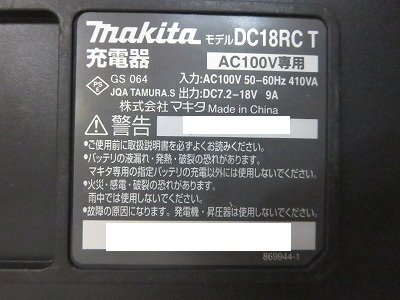 makita モデル DC18RC T
充電器 AC100V専用
PS E GS 064 入力:AC100V 50-60Hz 410VA
JQA TAMURA.S 出力:DC7.2-18V 9A
株式会社マキタ Made in China
⚠警告
•ご使用前に取扱説明書を必ずよくお読みください。
•バッテリの液漏れ・発熱・破裂の恐れがあります。
マキタ専用の指定バッテリの充電以外には使用しないでください。
•火災・感電・破裂の恐れがあります。
雨中では使用しないでください。
•故障の原因になります。発電機・昇圧器は使用しないでください。
869944-1